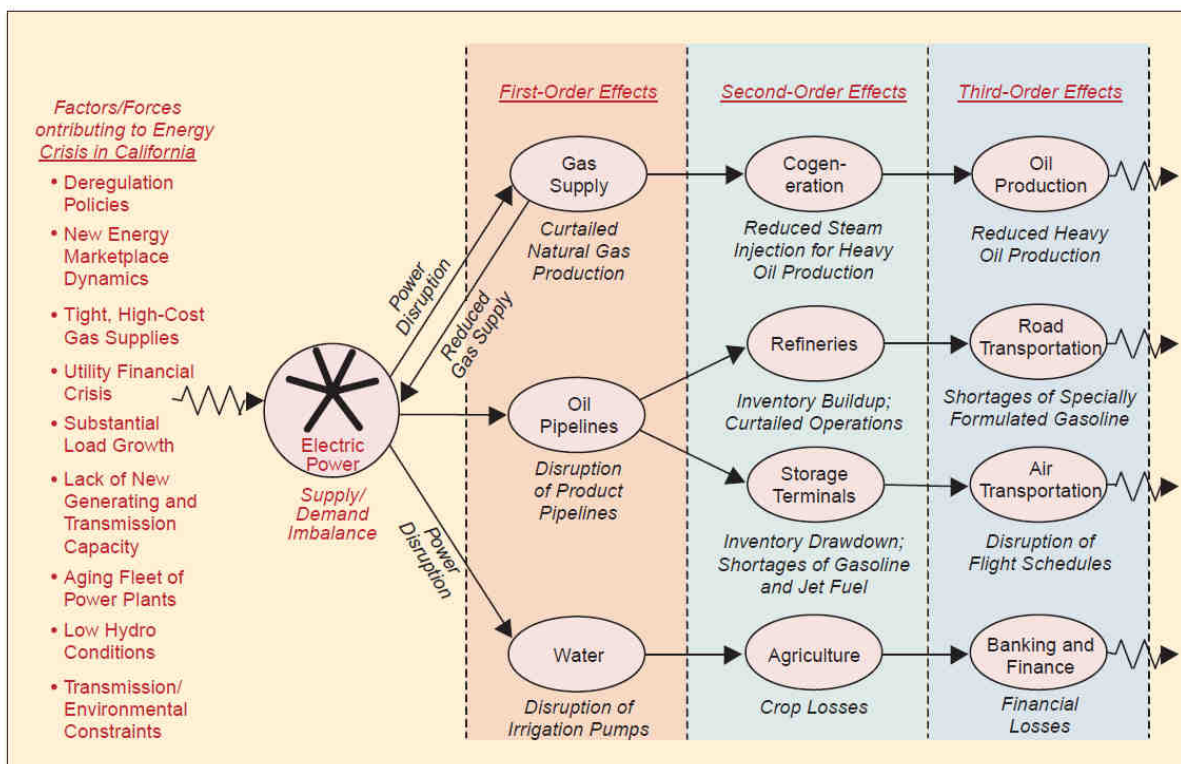 Factors/Forces
ontributing to Energy
Crisis in California
• Deregulation
Policies
• New Energy
Marketplace
Dynamics
• Tight, High-Cost
Gas Supplies
• Utility Financial
Crisis
• Substantial
Load Growth
• Lack of New
Generating and
Transmission
Capacity
• Aging Fleet of
Power Plants
• Low Hydro
Conditions
• Transmission/
Environmental
Constraints
Electric
Power
Supply/
Demand
Imbalance
Power
Disruption
Reduced
Gas Supply
Power
Disruption
First-Order Effects
Gas
Supply
Curtailed
Natural Gas
Production
Oil
Pipelines
Disruption
of Product
Pipelines
Water
Disruption of
Irrigation Pumps
Second-Order Effects
Cogen-
eration
Reduced Steam
Injection for Heavy
Oil Production
Refineries
Inventory Buildup;
Curtailed Operations
Storage
Terminals
Inventory Drawdown;
Shortages of Gasoline
and Jet Fuel
Agriculture
Crop Losses
Third-Order Effects
Oil
Production
Reduced Heavy
Oil Production
Road
Transportation
Shortages of Specially
Formulated Gasoline
Air
Transportation
Disruption of
Flight Schedules
Banking and
Finance
Financial
Losses